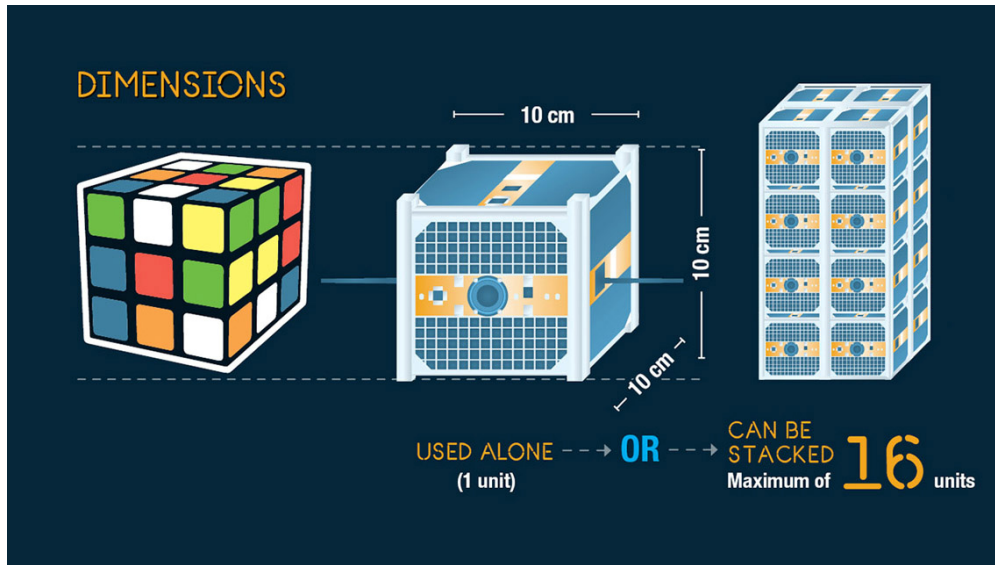 DIMENSIONS
10 cm
10 cm
10 cm
USED ALONE
(1 unit)
OR
CAN BE
STACKED
Maximum of 16 units